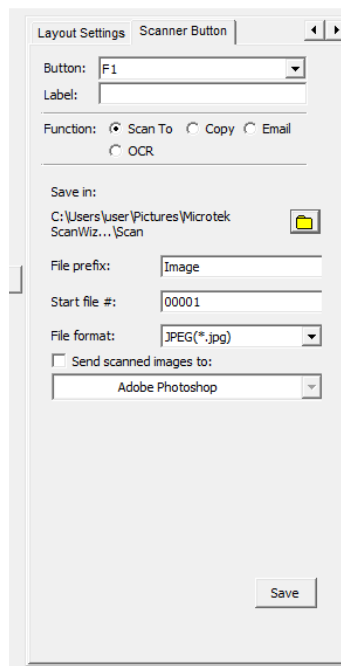 Layout Settings Scanner Button
Button: F1
Label:
Function: Scan To Copy Email
OCR
Save in:
C:\Users\user\Pictures\Microtek
ScanWiz...\Scan
File prefix: Image
Start file #: 00001
File format: JPEG(*.jpg)
Send scanned images to:
Adobe Photoshop
Save